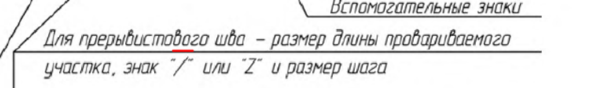 Вспомогательные знаки
Для прерывистового шва – размер длины провариваемого
участка, знак "/" или "Z" и размер шага